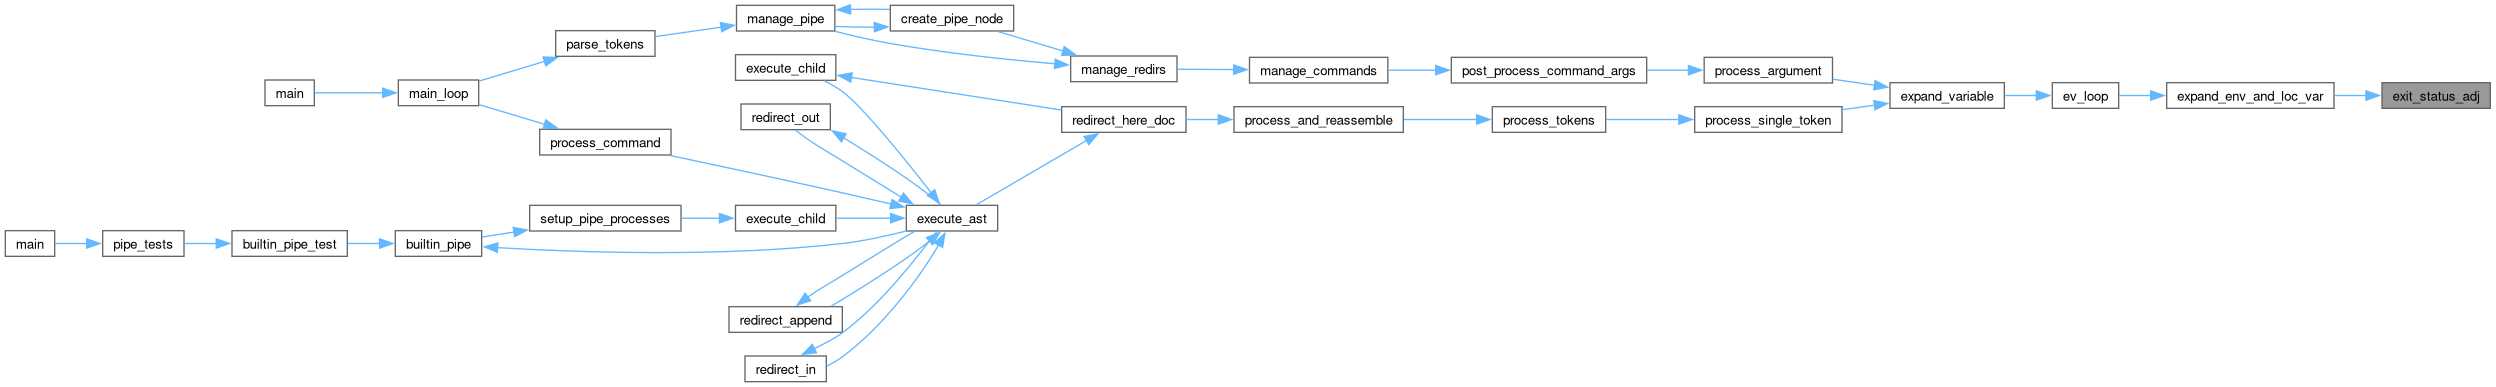 manage_pipe
create_pipe_node
parse_tokens
execute_child
manage_redirs
manage_commands
post_process_command_args
process_argument
main
main_loop
expand_variable
ev_loop
expand_env_and_loc_var
exit_status_adj
redirect_out
redirect_here_doc
process_and_reassemble
process_tokens
process_single_token
process_command
setup_pipe_processes
execute_child
execute_ast
main
pipe_tests
builtin_pipe_test
builtin_pipe
redirect_append
redirect_in